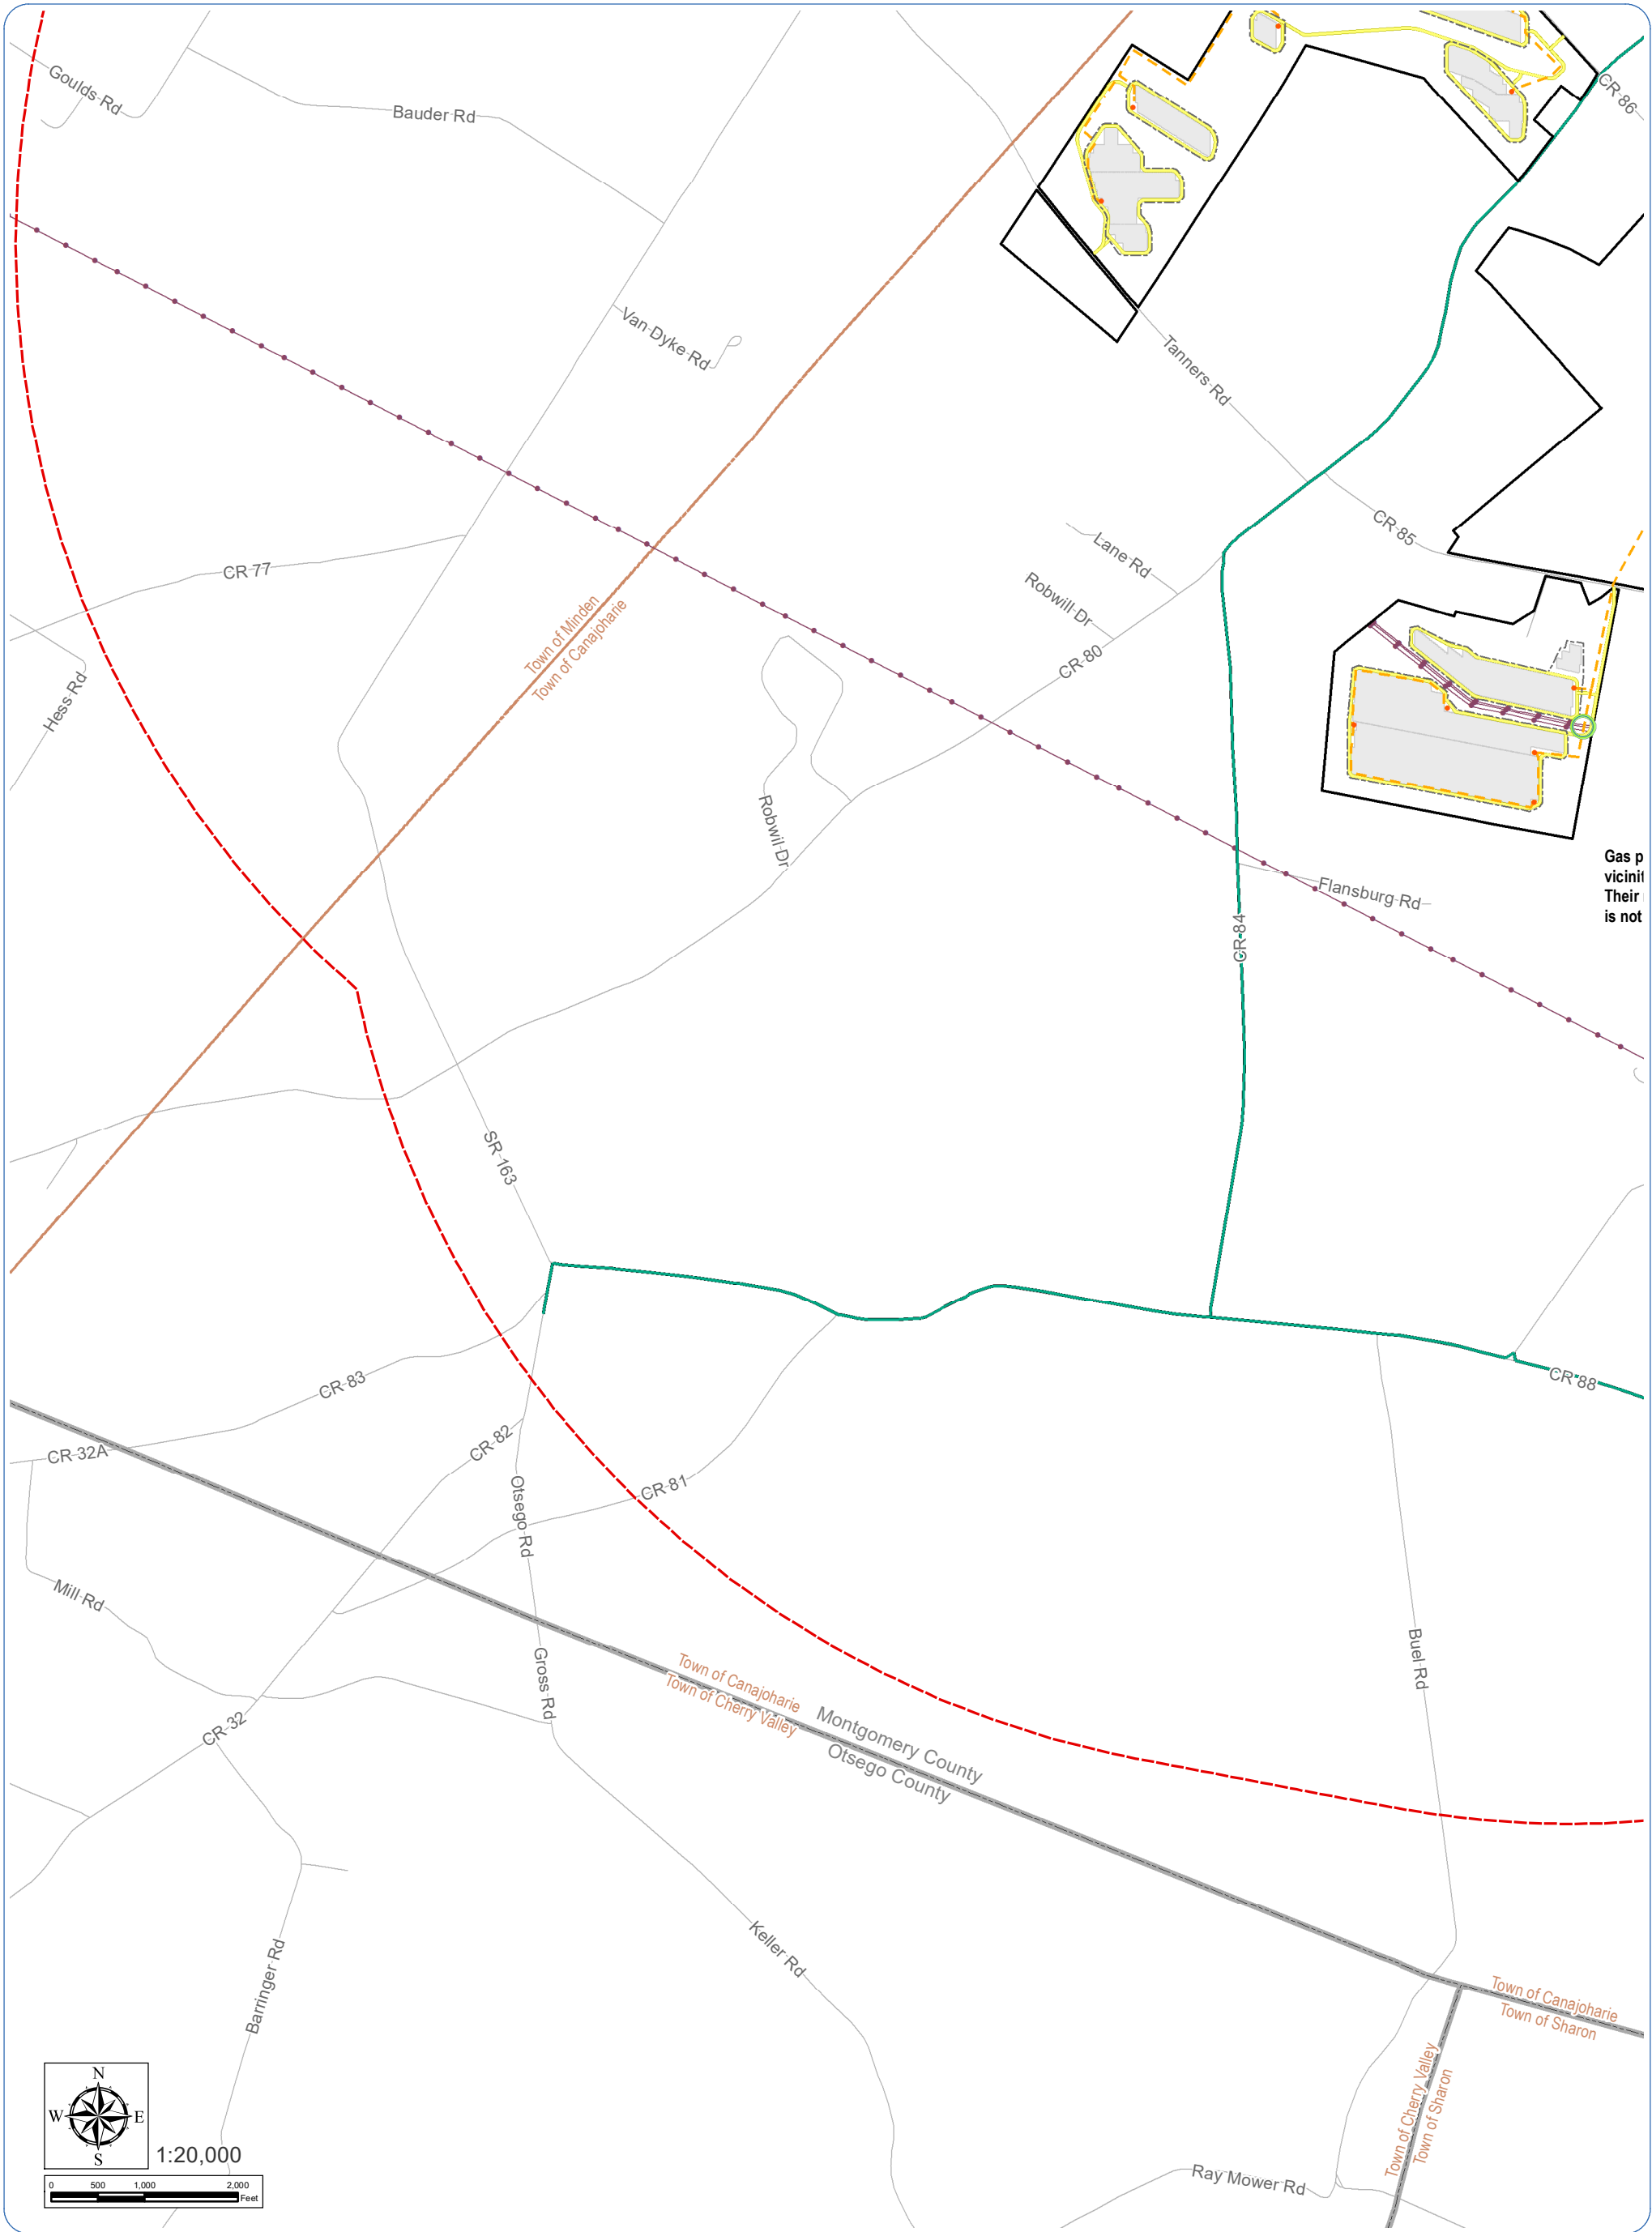 Goulds Rd
Bauder Rd
CR 86
Van Dyke Rd
Tanners Rd
CR 85
Lane Rd
Robwill Dr
CR 77
Town of Minden
Town of Canajoharie
CR 80
Hess Rd
Robwil Dr
Gas p
vicinit
Their
is not
Flansburg Rd
CR 84
SR 163
CR 88
CR 83
CR 82
CR 32A
CR 81
Otsego Rd
Mill Rd
Gross Rd
Buel Rd
Town of Canajoharie
Town of Cherry Valley
Montgomery County
Otsego County
CR 32
Keller Rd
Barringer Rd
Town of Canajoharie
Town of Sharon
Town of Cherry Valley
Town of Sharon
N
W E
S
1:20,000
0 500 1,000 2,000
Feet
Ray Mower Rd